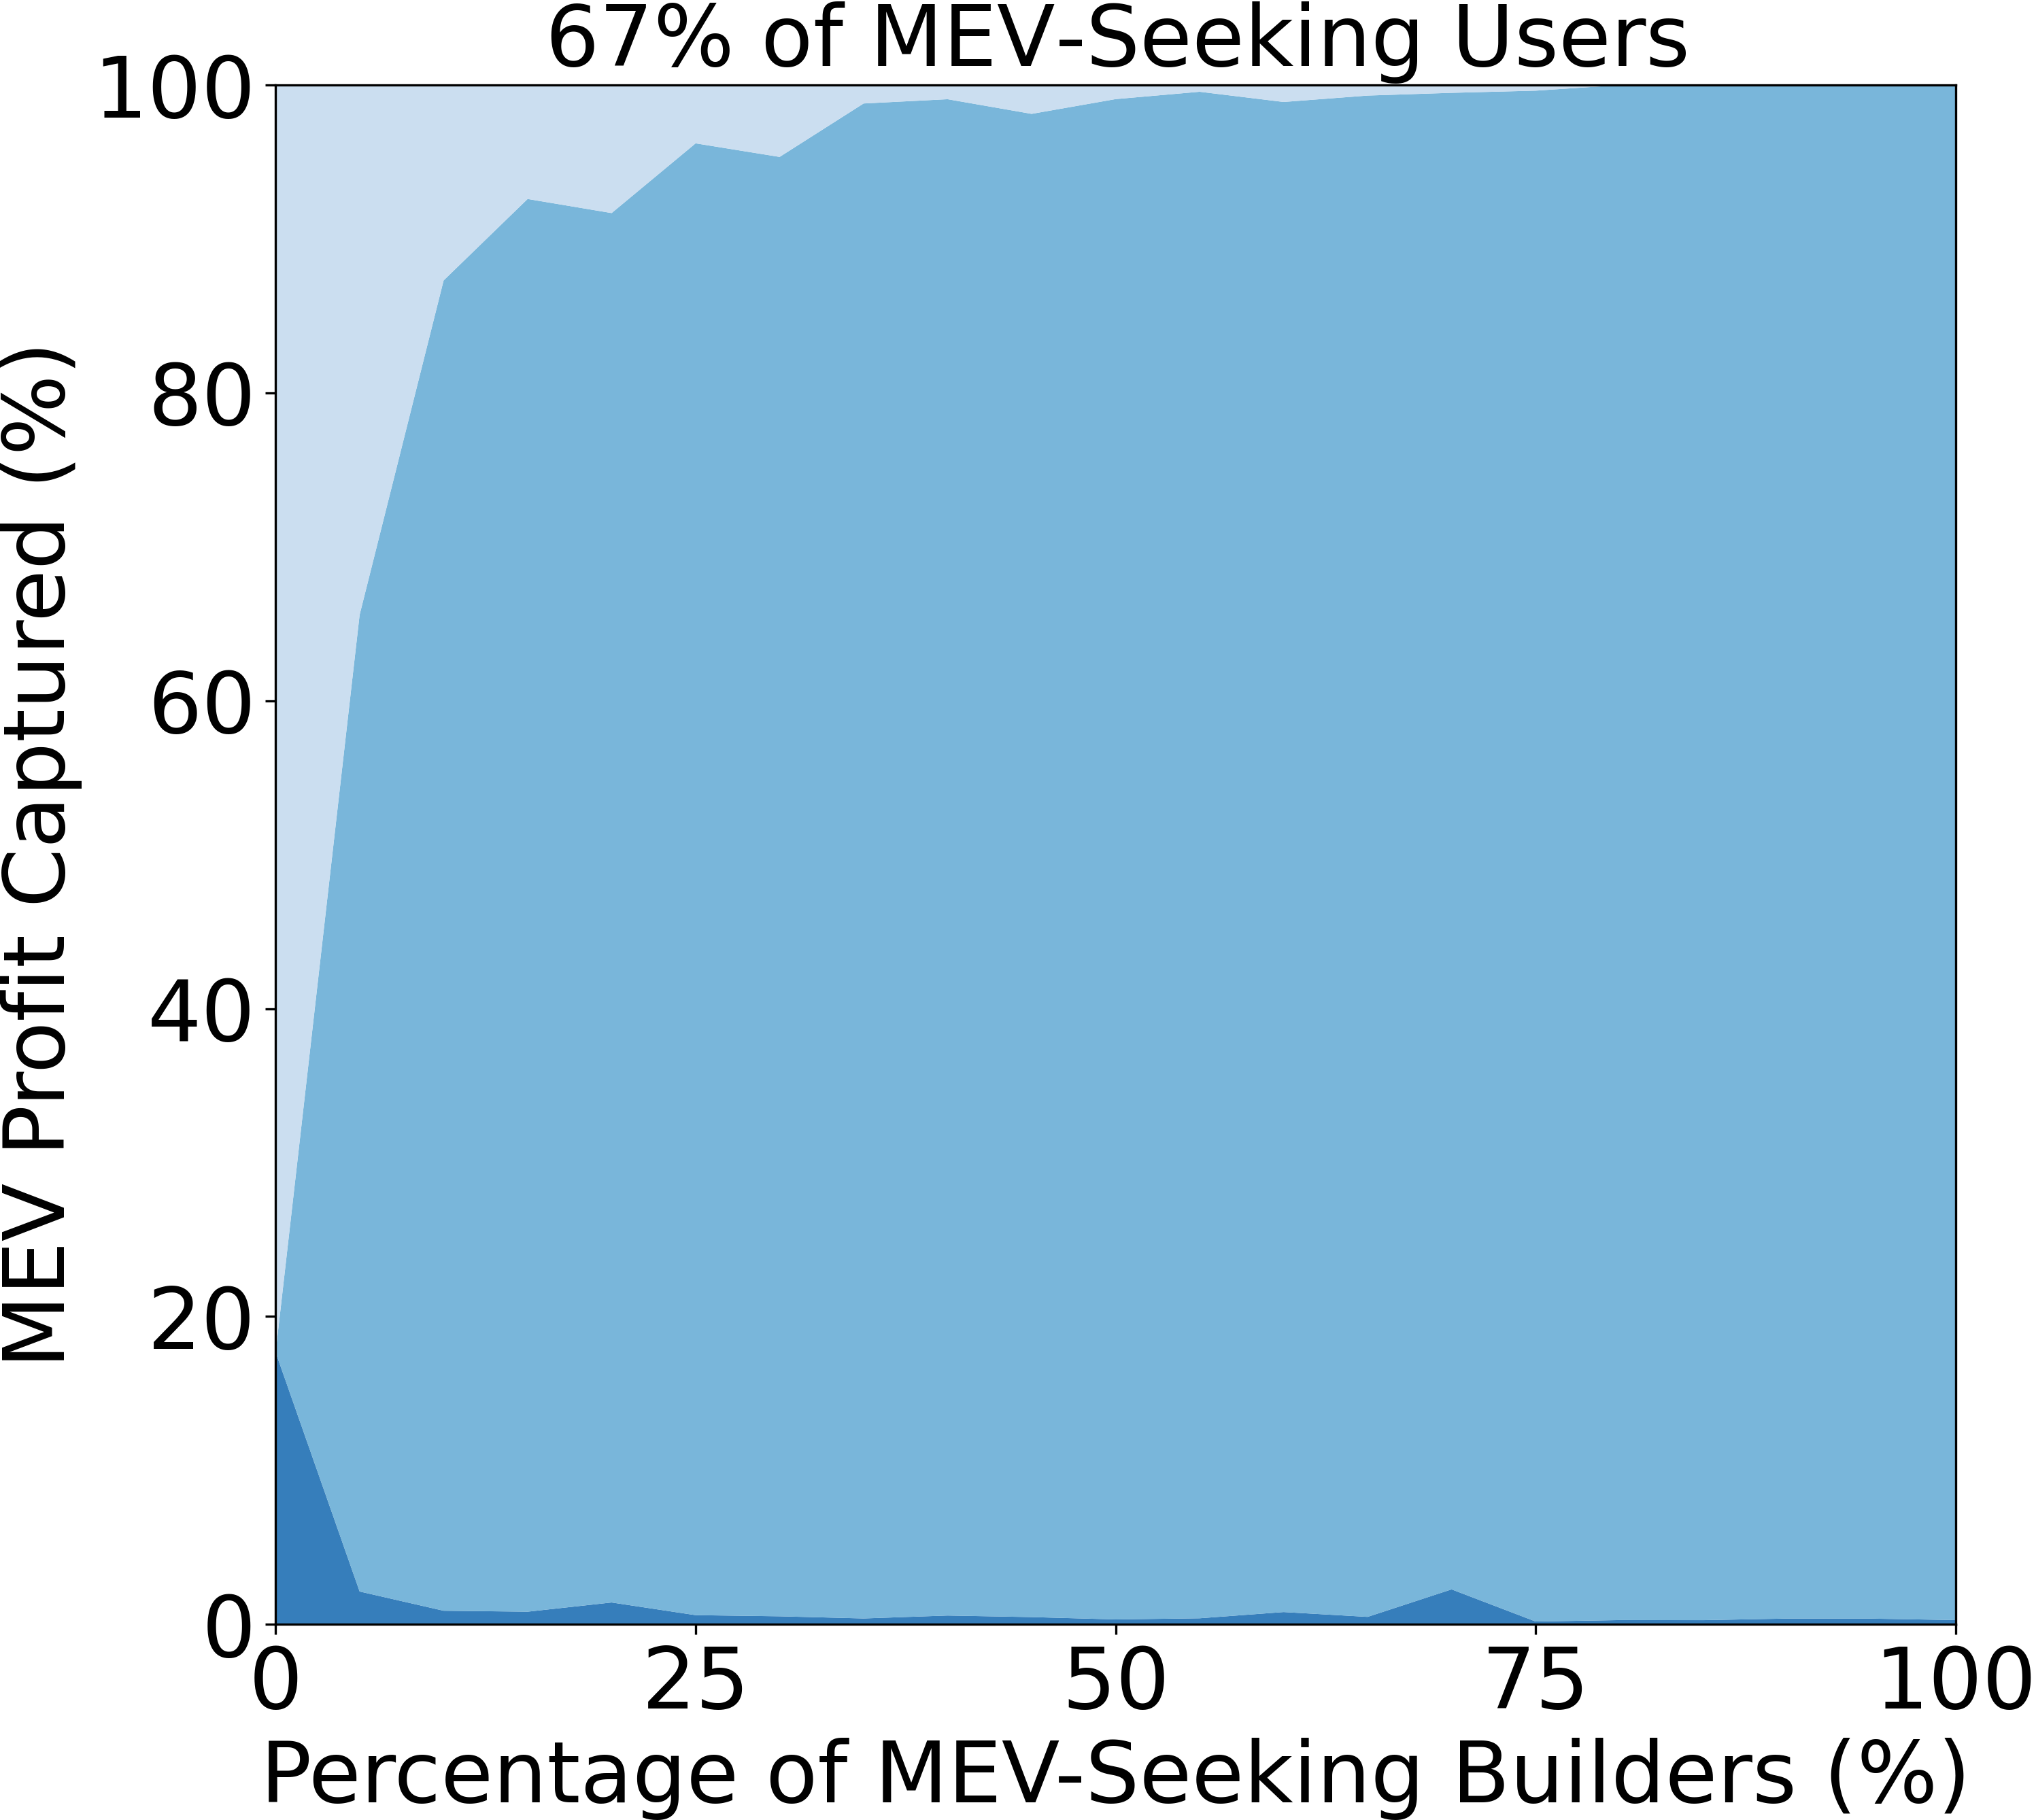 67% of MEV-Seeking Users
MEV Profit Captured (%)
100
80
60
40
20
0
0 25 50 75 100
Percentage of MEV-Seeking Builders (%)